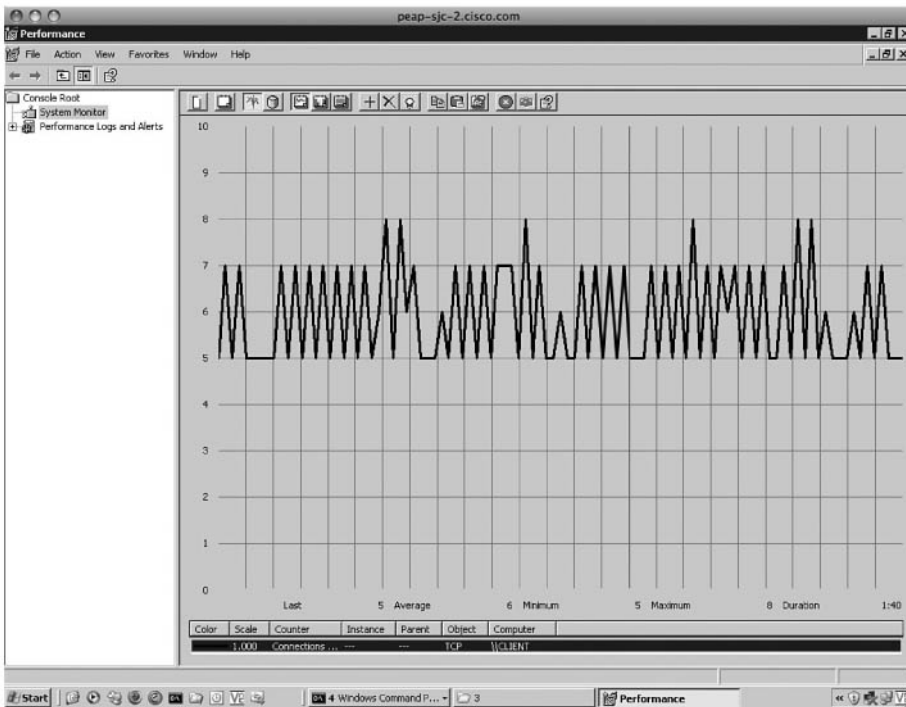 peap-sjc-2.cisco.com
Performance
File Action View Favorites Window Help
Console Root
System Monitor
Performance Logs and Alerts
10
9
8
7
6
5
4
3
2
1
0
Last 5 Average 6 Minimum 5 Maximum 8 Duration 1:40
Color Scale Counter Instance Parent Object Computer
1.000 Connections ... --- --- TCP \\CLIENT
Start 4 Windows Command P... 3 Performance